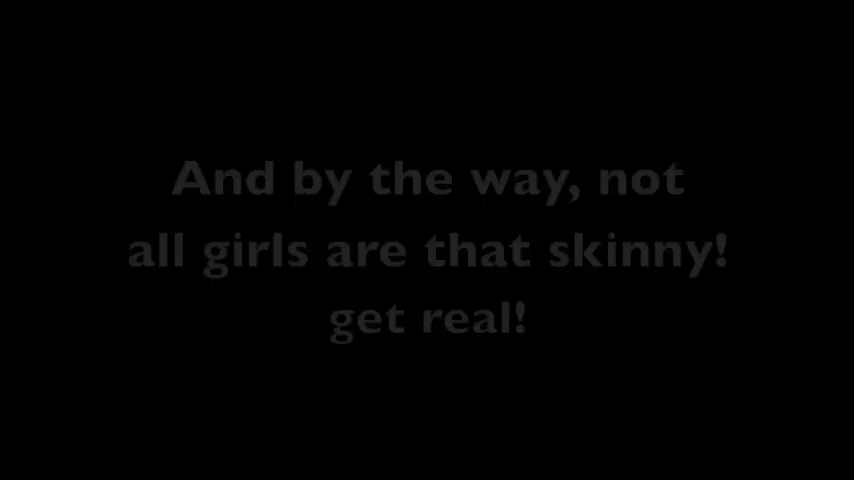 And by the way, not
all girls are that skinny!
get real!